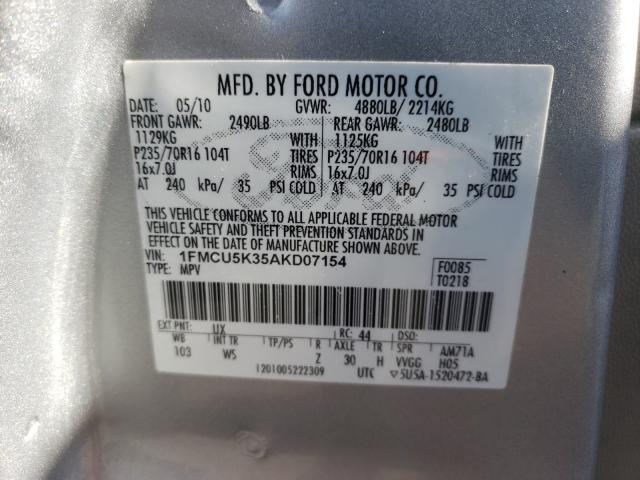 MFD. BY FORD MOTOR CO.
DATE: 05/10 GVWR: 4880LB/ 2214KG
FRONT GAWR: 2490LB REAR GAWR: 2480LB
1129KG WITH 1125KG WITH
P235/70R16 104T TIRES P235/70R16 104T TIRES
16x7.0J RIMS 16x7.0J RIMS
AT 240 kPa/ 35 PSI COLD AT 240 kPa/ 35 PSI COLD
Ford
THIS VEHICLE CONFORMS TO ALL APPLICABLE FEDERAL MOTOR
VEHICLE SAFETY AND THEFT PREVENTION STANDARDS IN
EFFECT ON THE DATE OF MANUFACTURE SHOWN ABOVE.
VIN: 1FMCU5K35AKD07154 F0085
TYPE: MPV T0218
EXT PNT: UX RC: 44 DSO:
WB INT TR TP/PS R AXLE TR SPR AM71A
103 WS Z 30 H VVGG H05
1201005222309 UTC ▽5U5A-1520472-BA